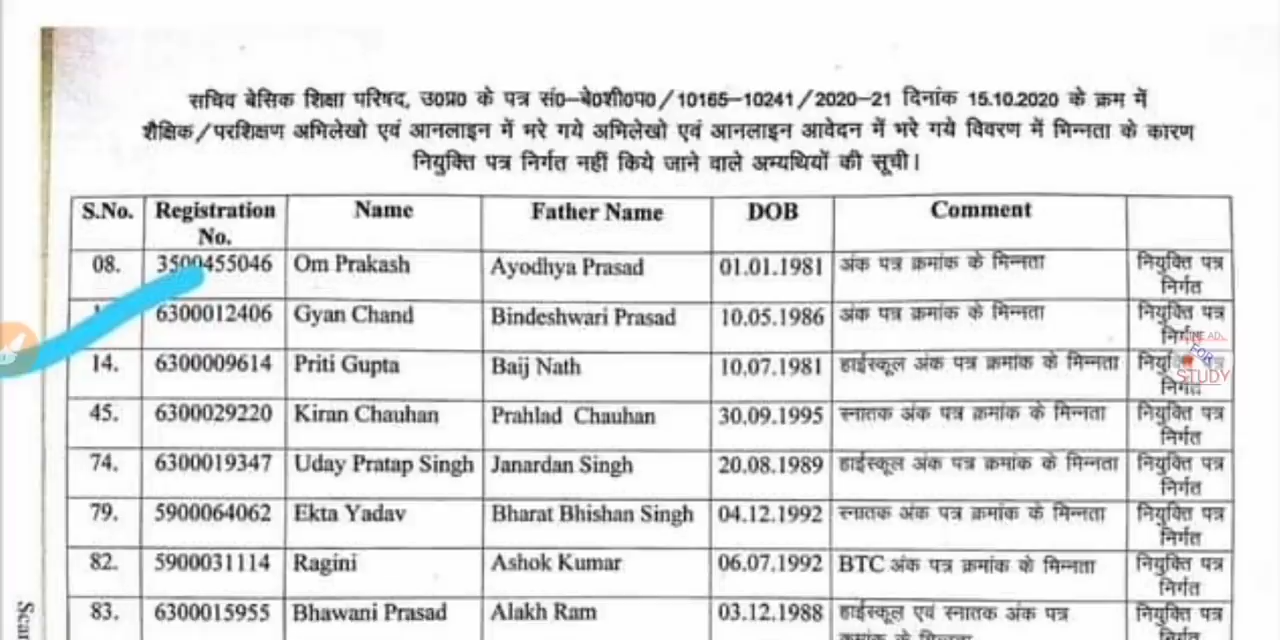 सचिव बेसिक शिक्षा परिषद, उ0प्र0 के पत्र सं0-बे0शी0प0/10165-10241/2020-21 दिनांक 15.10.2020 के क्रम में
शैक्षिक/परशिक्षण अभिलेखो एवं आनलाइन में भरे गये अभिलेखो एवं आनलाइन आवेदन में भरे गये विवरण में भिन्नता के कारण
नियुक्ति पत्र निर्गत नहीं किये जाने वाले अभ्यथियों की सूची।
S.No. Registration No. Name Father Name DOB Comment
08. 3500455046 Om Prakash Ayodhya Prasad 01.01.1981 अंक पत्र क्रमांक के भिन्नता नियुक्ति पत्र निर्गत
6300012406 Gyan Chand Bindeshwari Prasad 10.05.1986 अंक पत्र क्रमांक के भिन्नता नियुक्ति पत्र निर्गत
14. 6300009614 Priti Gupta Baij Nath 10.07.1981 हाईस्कूल अंक पत्र क्रमांक के भिन्नता पत्र निर्गत
FOR
STUDY
45. 6300029220 Kiran Chauhan Prahlad Chauhan 30.09.1995 स्नातक अंक पत्र क्रमांक के भिन्नता नियुक्ति पत्र निर्गत
74. 6300019347 Uday Pratap Singh Janardan Singh 20.08.1989 हाईस्कूल अंक पत्र क्रमांक के भिन्नता नियुक्ति पत्र निर्गत
79. 5900064062 Ekta Yadav Bharat Bhishan Singh 04.12.1992 स्नातक अंक पत्र क्रमांक के भिन्नता नियुक्ति पत्र निर्गत
82. 5900031114 Ragini Ashok Kumar 06.07.1992 BTC अंक पत्र क्रमांक के भिन्नता नियुक्ति पत्र निर्गत
83. 6300015955 Bhawani Prasad Alakh Ram 03.12.1988 हाईस्कूल एवं स्नातक अंक पत्र क्रमांक के भिन्नता नियुक्ति पत्र निर्गत